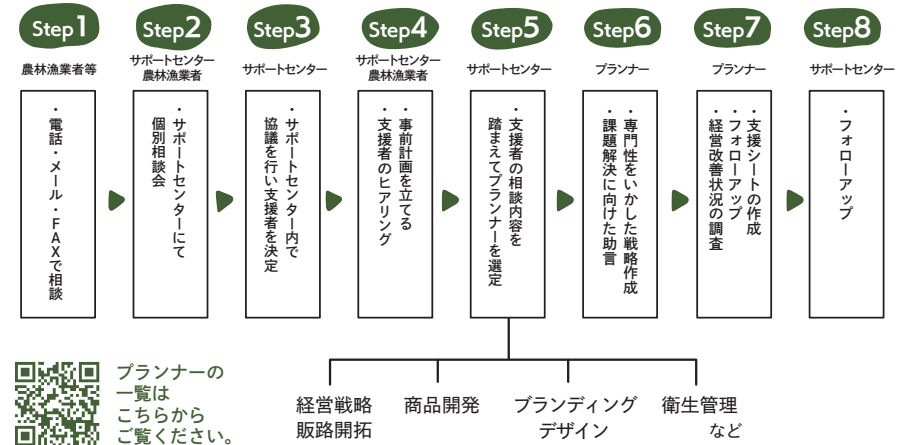 Step1
農林漁業者等
・電話・メール・FAXで相談
Step2
サポートセンター
農林漁業者
・サポートセンターにて
個別相談会
Step3
サポートセンター
・サポートセンター内で
協議を行い支援者を決定
Step4
サポートセンター
農林漁業者
・事前計画を立てる
・支援者のヒアリング
Step5
サポートセンター
・支援者の相談内容を
踏まえてプランナーを選定
Step6
プランナー
・専門性をいかした戦略作成
・課題解決に向けた助言
Step7
プランナー
・支援シートの作成
・フォローアップ
・経営改善状況の調査
Step8
サポートセンター
・フォローアップ
経営戦略
販路開拓
商品開発
ブランディング
デザイン
衛生管理
など
プランナーの
一覧は
こちらから
ご覧ください。